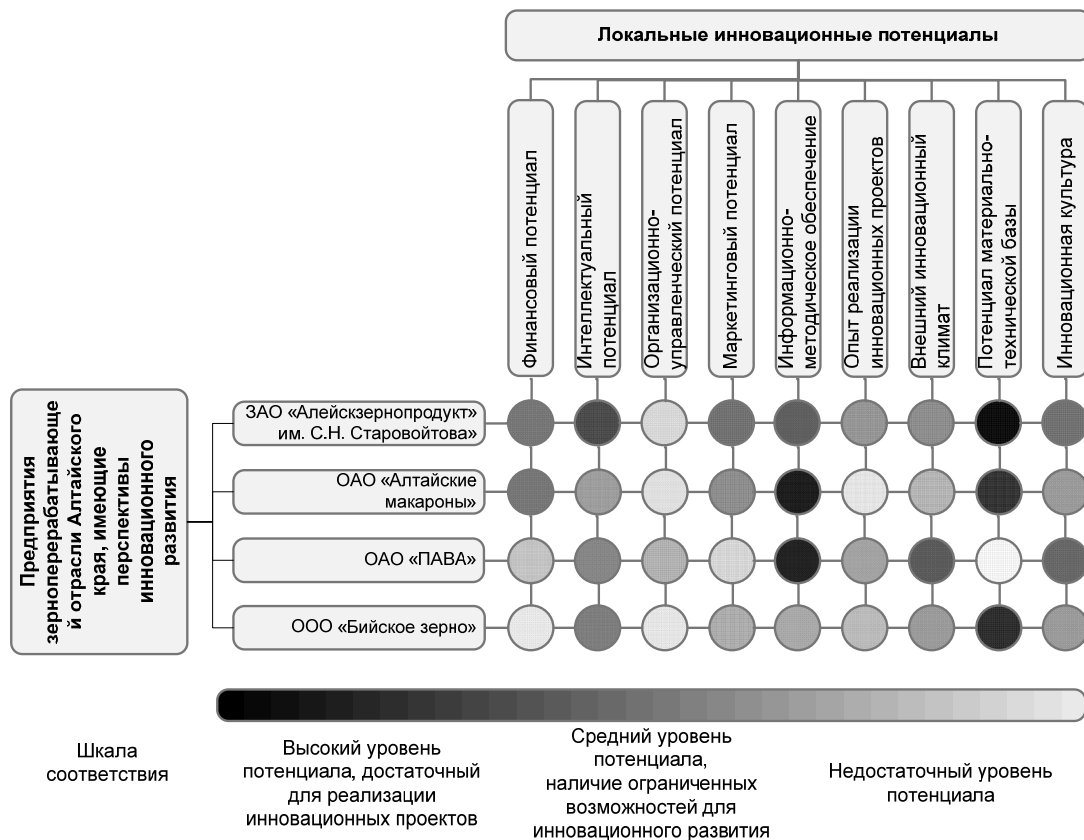 Локальные инновационные потенциалы
Финансовый потенциал
Интеллектуальный
потенциал
Организационно-
управленческий потенциал
Маркетинговый потенциал
Информационно-
методическое обеспечение
Опыт реализации
инновационных проектов
Внешний инновационный
климат
Потенциал материально-
технической базы
Инновационная культура
Предприятия
зерноперерабатывающе
й отрасли Алтайского
края, имеющие
перспективы
инновационного
развития
ЗАО «Алейскзернопродукт»
им. С.Н. Старовойтова»
ОАО «Алтайские
макароны»
ОАО «ПАВА»
ООО «Бийское зерно»
Шкала
соответствия
Высокий уровень
потенциала, достаточный
для реализации
инновационных проектов
Средний уровень
потенциала,
наличие ограниченных
возможностей для
инновационного развития
Недостаточный уровень
потенциала